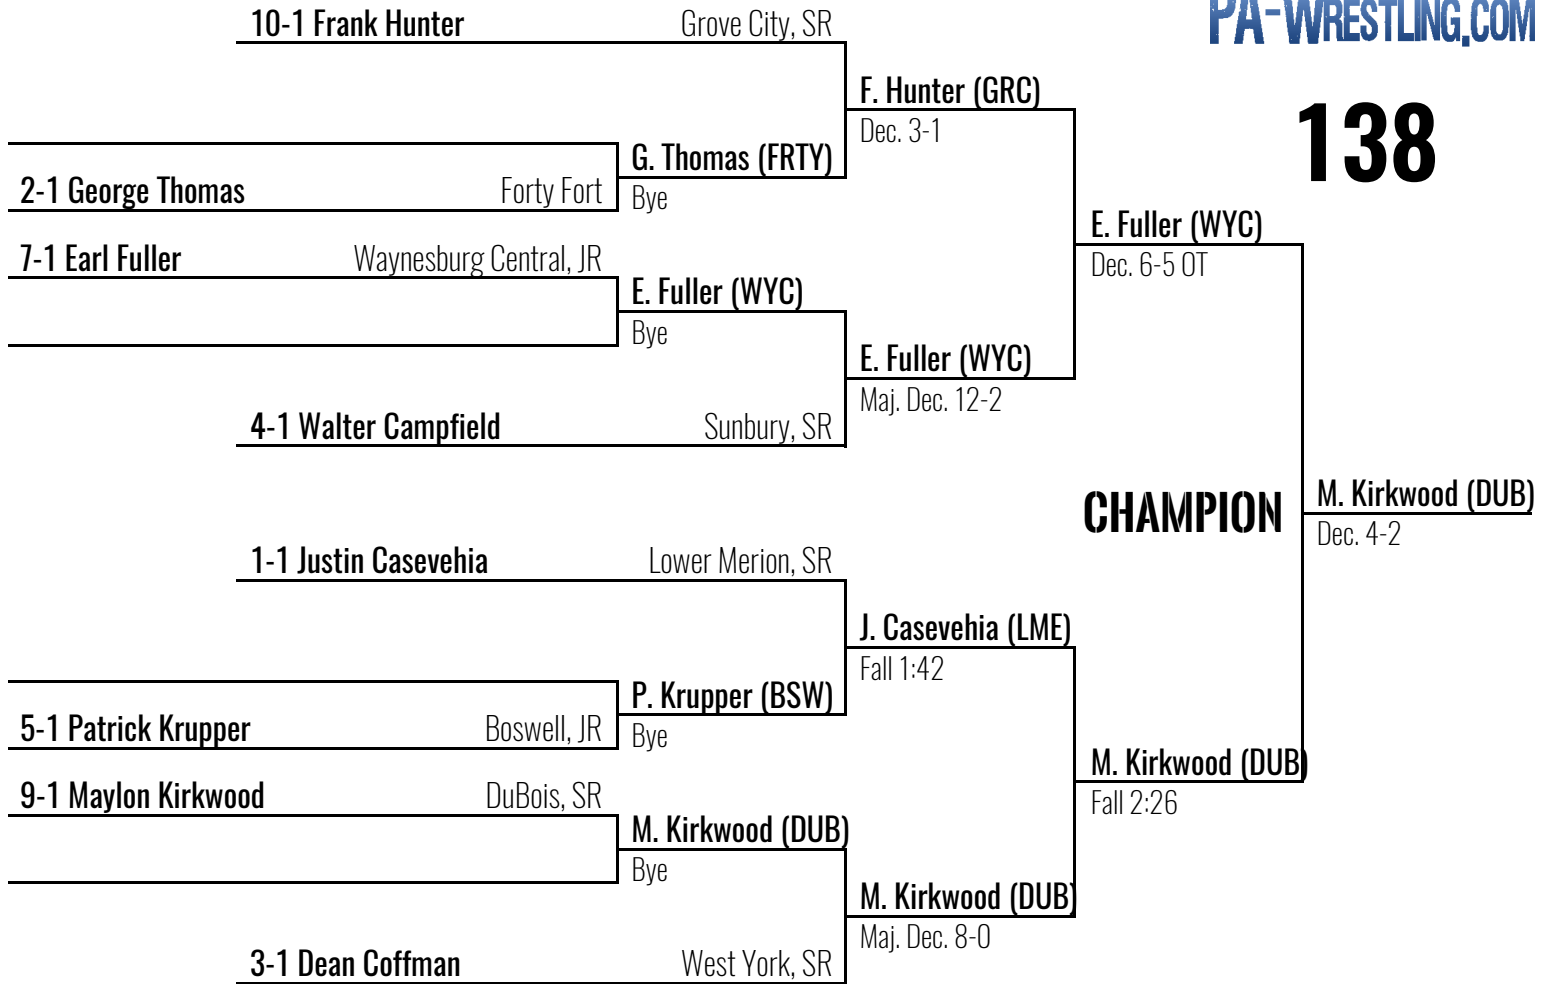 PA-WRESTLING.COM
10-1 Frank Hunter Grove City, SR
F. Hunter (GRC)
Dec. 3-1
138
G. Thomas (FRTY)
2-1 George Thomas Forty Fort
Bye
E. Fuller (WYC)
Dec. 6-5 OT
7-1 Earl Fuller Waynesburg Central, JR
E. Fuller (WYC)
Bye
E. Fuller (WYC)
Maj. Dec. 12-2
4-1 Walter Campfield Sunbury, SR
CHAMPION
M. Kirkwood (DUB)
Dec. 4-2
1-1 Justin Casevehia Lower Merion, SR
J. Casevehia (LME)
Fall 1:42
P. Krupper (BSW)
5-1 Patrick Krupper Boswell, JR
Bye
M. Kirkwood (DUB)
Fall 2:26
9-1 Maylon Kirkwood DuBois, SR
M. Kirkwood (DUB)
Bye
M. Kirkwood (DUB)
Maj. Dec. 8-0
3-1 Dean Coffman West York, SR